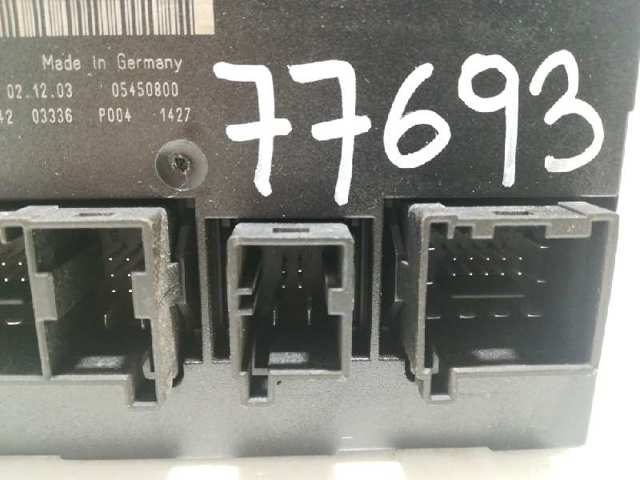 Made in Germany
77693
02.12.03 05450800
42 03336 P004 1427